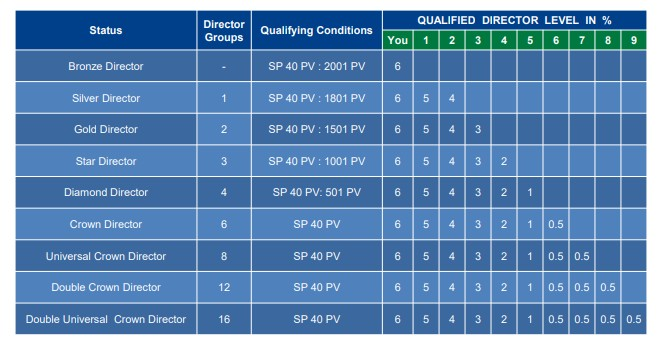 Status Director Groups Qualifying Conditions QUALIFIED DIRECTOR LEVEL IN %
You 1 2 3 4 5 6 7 8 9
Bronze Director - SP 40 PV : 2001 PV 6
Silver Director 1 SP 40 PV : 1801 PV 6 5 4
Gold Director 2 SP 40 PV : 1501 PV 6 5 4 3
Star Director 3 SP 40 PV : 1001 PV 6 5 4 3 2
Diamond Director 4 SP 40 PV: 501 PV 6 5 4 3 2 1
Crown Director 6 SP 40 PV 6 5 4 3 2 1 0.5
Universal Crown Director 8 SP 40 PV 6 5 4 3 2 1 0.5 0.5
Double Crown Director 12 SP 40 PV 6 5 4 3 2 1 0.5 0.5 0.5
Double Universal Crown Director 16 SP 40 PV 6 5 4 3 2 1 0.5 0.5 0.5 0.5